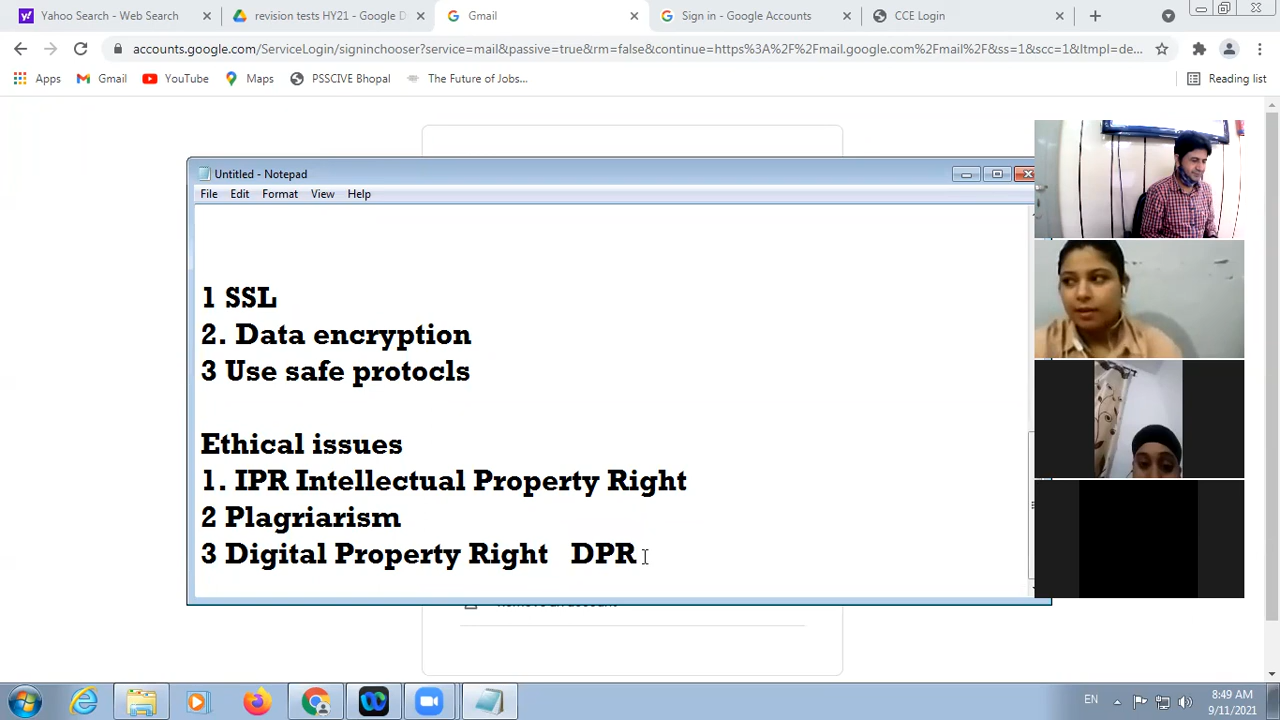 Yahoo Search - Web Search
revision tests HY21 - Google D
Gmail
Sign in - Google Accounts
CCE Login
accounts.google.com/ServiceLogin/signinchooser?service=mail&passive=true&rm=false&continue=https%3A%2F%2Fmail.google.com%2Fmail%2F&ss=1&scc=1&ltmpl=de...
Apps Gmail YouTube Maps PSSCIVE Bhopal The Future of Jobs... Reading list
Untitled - Notepad
File Edit Format View Help
1 SSL
2. Data encryption
3 Use safe protocls
Ethical issues
1. IPR Intellectual Property Right
2 Plagriarism
3 Digital Property Right DPR
EN 8:49 AM
9/11/2021